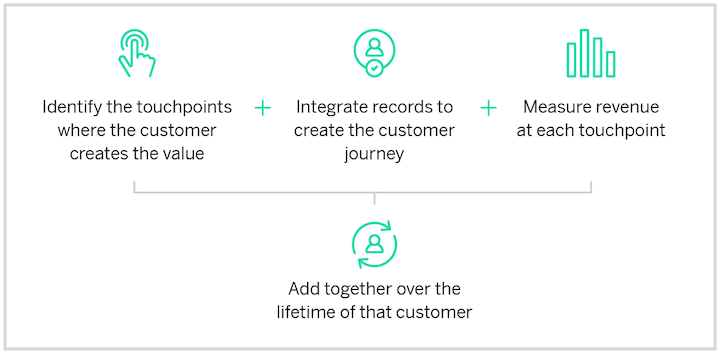 Identify the touchpoints
where the customer
creates the value
+
Integrate records to
create the customer
journey
+
Measure revenue
at each touchpoint
Add together over the
lifetime of that customer